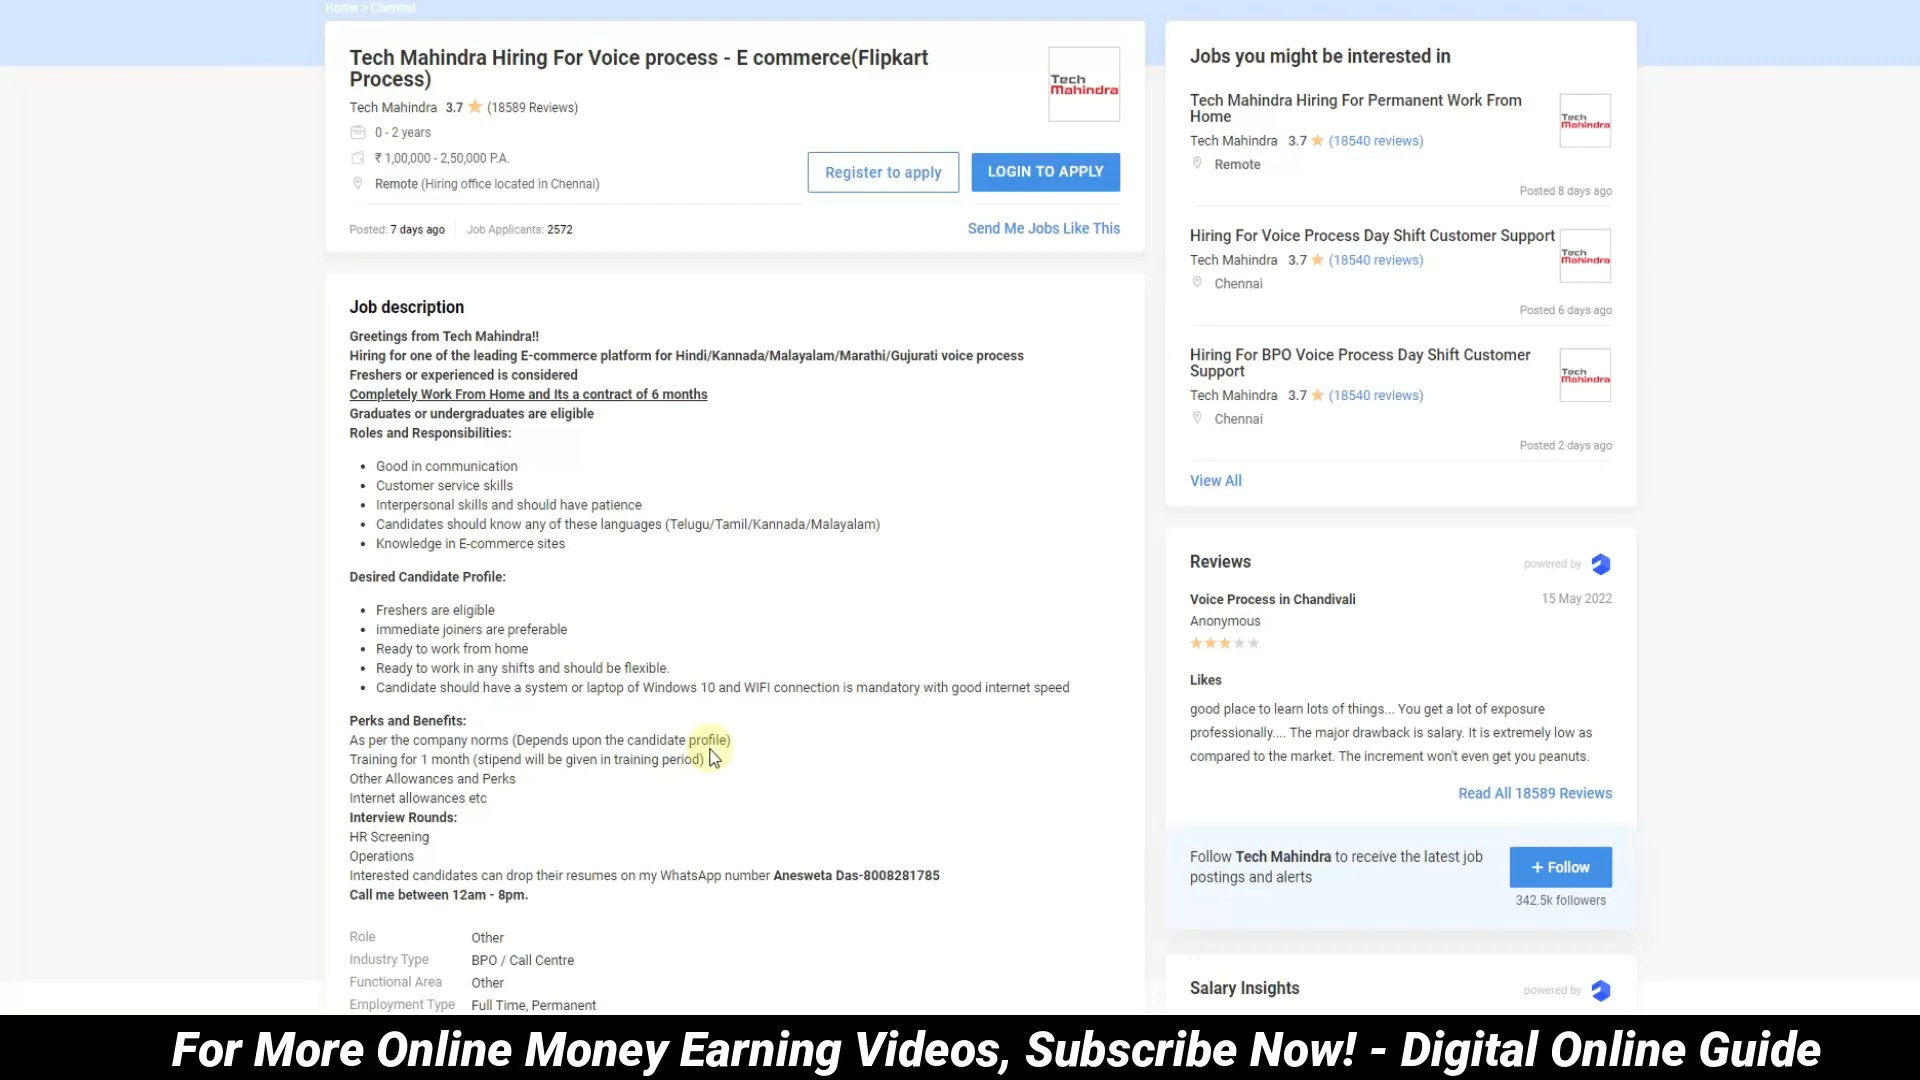 Home > Chennai
Tech Mahindra Hiring For Voice process - E commerce(Flipkart
Process)
Tech Mahindra 3.7 (18589 Reviews)
0 - 2 years
₹ 1,00,000 - 2,50,000 P.A.
Remote (Hiring office located in Chennai)
Register to apply
LOGIN TO APPLY
Posted: 7 days ago Job Applicants: 2572
Send Me Jobs Like This
Tech
Mahindra
Job description
Greetings from Tech Mahindra!!
Hiring for one of the leading E-commerce platform for Hindi/Kannada/Malayalam/Marathi/Gujurati voice process
Freshers or experienced is considered
Completely Work From Home and Its a contract of 6 months
Graduates or undergraduates are eligible
Roles and Responsibilities:
• Good in communication
• Customer service skills
• Interpersonal skills and should have patience
• Candidates should know any of these languages (Telugu/Tamil/Kannada/Malayalam)
• Knowledge in E-commerce sites
Desired Candidate Profile:
• Freshers are eligible
• immediate joiners are preferable
• Ready to work from home
• Ready to work in any shifts and should be flexible.
• Candidate should have a system or laptop of Windows 10 and WIFI connection is mandatory with good internet speed
Perks and Benefits:
As per the company norms (Depends upon the candidate profile)
Training for 1 month (stipend will be given in training period)
Other Allowances and Perks
Internet allowances etc
Interview Rounds:
HR Screening
Operations
Interested candidates can drop their resumes on my WhatsApp number Anesweta Das-8008281785
Call me between 12am - 8pm.
Role Other
Industry Type BPO / Call Centre
Functional Area Other
Employment Type Full Time, Permanent
Jobs you might be interested in
Tech Mahindra Hiring For Permanent Work From
Home
Tech Mahindra 3.7 (18540 reviews)
Remote
Tech
Mahindra
Posted 8 days ago
Hiring For Voice Process Day Shift Customer Support
Tech Mahindra 3.7 (18540 reviews)
Chennai
Tech
Mahindra
Posted 6 days ago
Hiring For BPO Voice Process Day Shift Customer
Support
Tech Mahindra 3.7 (18540 reviews)
Chennai
Tech
Mahindra
Posted 2 days ago
View All
Reviews
powered by
Voice Process in Chandivali 15 May 2022
Anonymous
Likes
good place to learn lots of things... You get a lot of exposure
professionally.... The major drawback is salary. It is extremely low as
compared to the market. The increment won't even get you peanuts.
Read All 18589 Reviews
Follow Tech Mahindra to receive the latest job
postings and alerts
+ Follow
342.5k followers
Salary Insights
powered by
For More Online Money Earning Videos, Subscribe Now! - Digital Online Guide